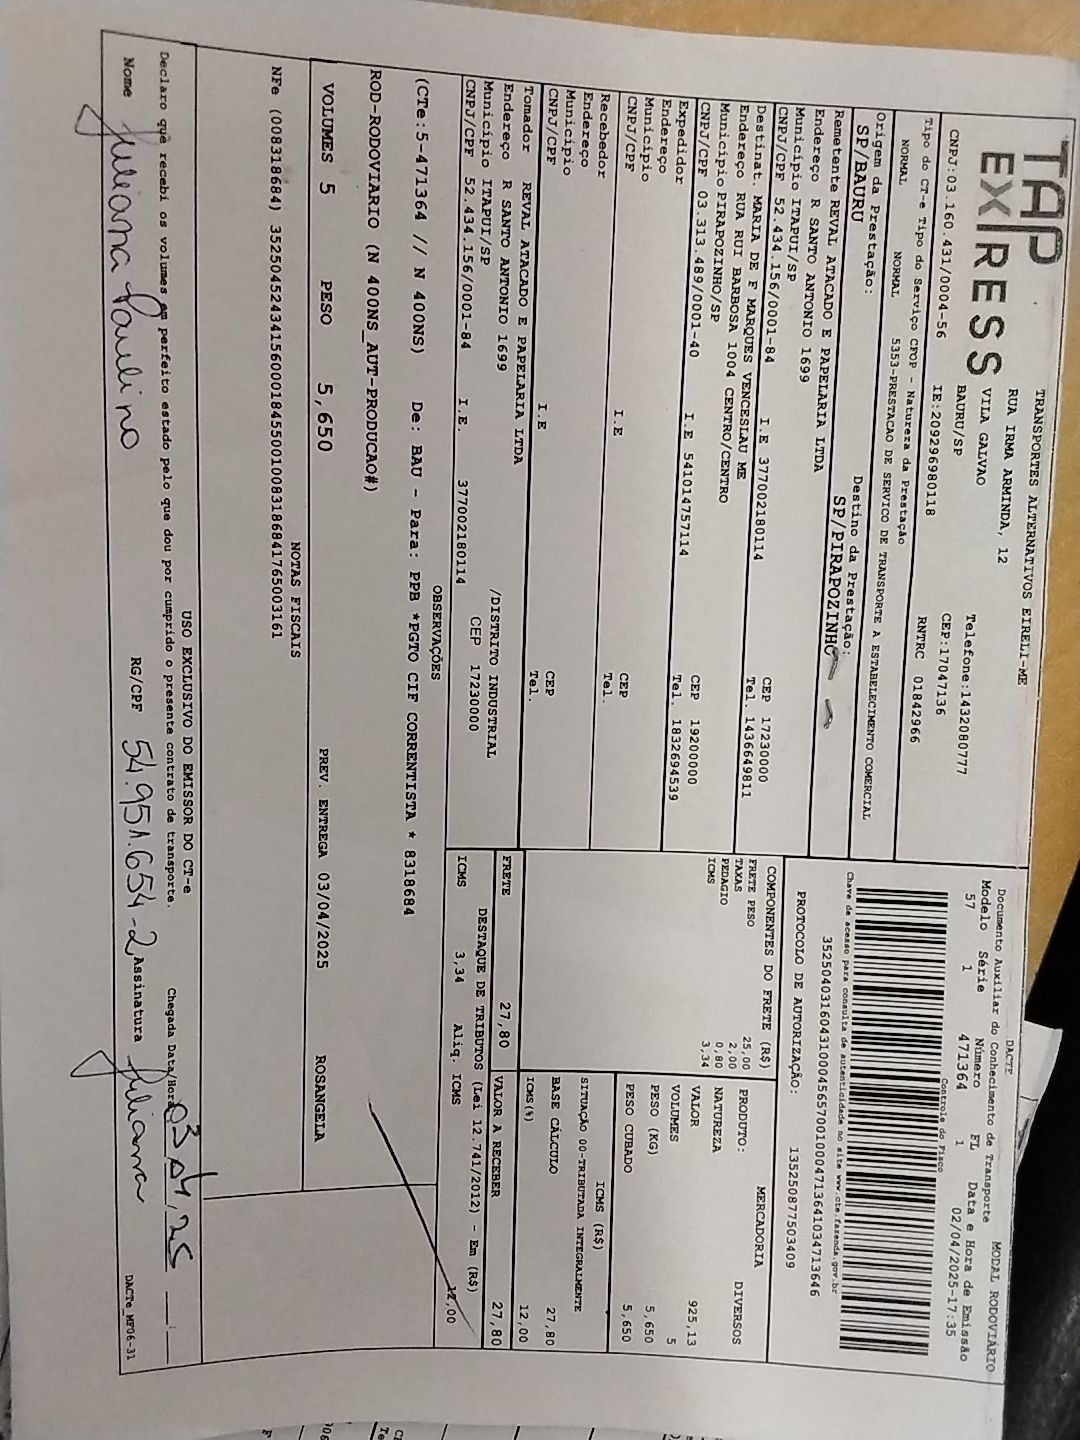 TAP
EXPRESS
TRANSPORTES ALTERNATIVOS EIRELI-ME
RUA IRMA ARMINDA, 12
VILA GALVAO
BAURU/SP
Telefone:1432080777
CEP:17047136
CNPJ:03.160.431/0004-56
IE:209296980118
RNTRC 01842966
Tipo do CT-e Tipo do Serviço CFOP - Natureza da Prestação
NORMAL NORMAL 5353-PRESTACAO DE SERVICO DE TRANSPORTE A ESTABELECIMENTO COMERCIAL
Origem da Prestação:
SP/BAURU
Destino da Prestação:
SP/PIRAPOZINHO
DACTE
MODAL RODOVIÁRIO
Documento Auxiliar do Conhecimento de Transporte
Modelo Série Número FL Data e Hora de Emissão
57 1 471364 1 02/04/2025-17:35
Controle do Fisco
35250403160431000456570010004713641034713646
Chave de acesso para consulta de autenticidade no site www.cte.fazenda.gov.br
PROTOCOLO DE AUTORIZAÇÃO: 135250877503409
Remetente REVAL ATACADO E PAPELARIA LTDA
Endereço R SANTO ANTONIO 1699
Município ITAPUI/SP CEP 17230000
CNPJ/CPF 52.434.156/0001-84 I.E 377002180114 Tel. 1436649811
Destinat. MARIA DE F MARQUES VENCESLAU ME
Endereço RUA RUI BARBOSA 1004 CENTRO/CENTRO
Município PIRAPOZINHO/SP CEP 19200000
CNPJ/CPF 03.313.489/0001-40 I.E 541014757114 Tel. 1832694539
Expedidor
Endereço
Município CEP
CNPJ/CPF I.E Tel.
Recebedor
Endereço
Município CEP
CNPJ/CPF I.E Tel.
Tomador REVAL ATACADO E PAPELARIA LTDA
Endereço R SANTO ANTONIO 1699 /DISTRITO INDUSTRIAL
Município ITAPUI/SP CEP 17230000
CNPJ/CPF 52.434.156/0001-84 I.E. 377002180114
COMPONENTES DO FRETE (R$)
FRETE PESO 25,00
TAXAS 2,00
PEDAGIO 0,80
ICMS 3,34
MERCADORIA
PRODUTO: DIVERSOS
NATUREZA
VALOR 925,13
VOLUMES 5
PESO (KG) 5,650
PESO CUBADO 5,650
ICMS (R$)
SITUAÇÃO 00-TRIBUTADA INTEGRALMENTE
BASE CÁLCULO 27,80
ICMS(%) 12,00
FRETE 27,80 VALOR A RECEBER 27,80
DESTAQUE DE TRIBUTOS (Lei 12.741/2012) - Em (R$)
ICMS 3,34 Aliq. ICMS 12,00
OBSERVAÇÕES
(CTe:5-471364 // N 400NS) De: BAU - Para: PPB *PGTO CIF CORRENTISTA * 8318684
ROD-RODOVIARIO (N 400NS_AUT-PRODUCAO#)
VOLUMES 5 PESO 5,650 PREV. ENTREGA 03/04/2025 ROSANGELA
NOTAS FISCAIS
NFe (008318684) 35250452434156000184550010083186841765003161
USO EXCLUSIVO DO EMISSOR DO CT-e
Declaro que recebi os volumes em perfeito estado pelo que dou por cumprido o presente contrato de transporte. Chegada Data/Hora 03 04, 25
Nome Juliana Paulino RG/CPF 54.951.654-2 Assinatura Juliana
DACTe_MF06-31